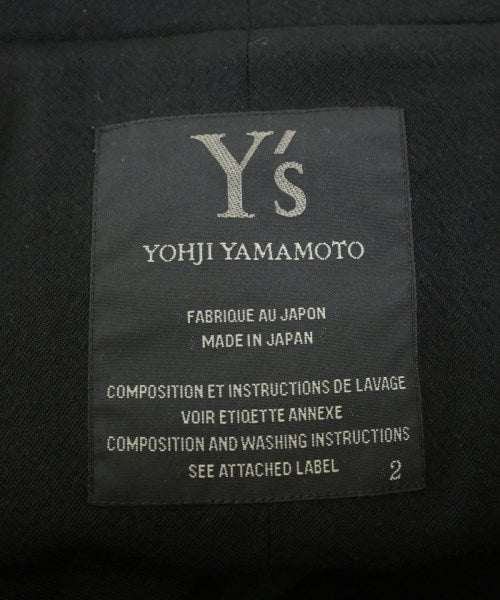 Y's
YOHJI YAMAMOTO
FABRIQUE AU JAPON
MADE IN JAPAN
COMPOSITION ET INSTRUCTIONS DE LAVAGE
VOIR ETIQETTE ANNEXE
COMPOSITION AND WASHING INSTRUCTIONS
SEE ATTACHED LABEL 2